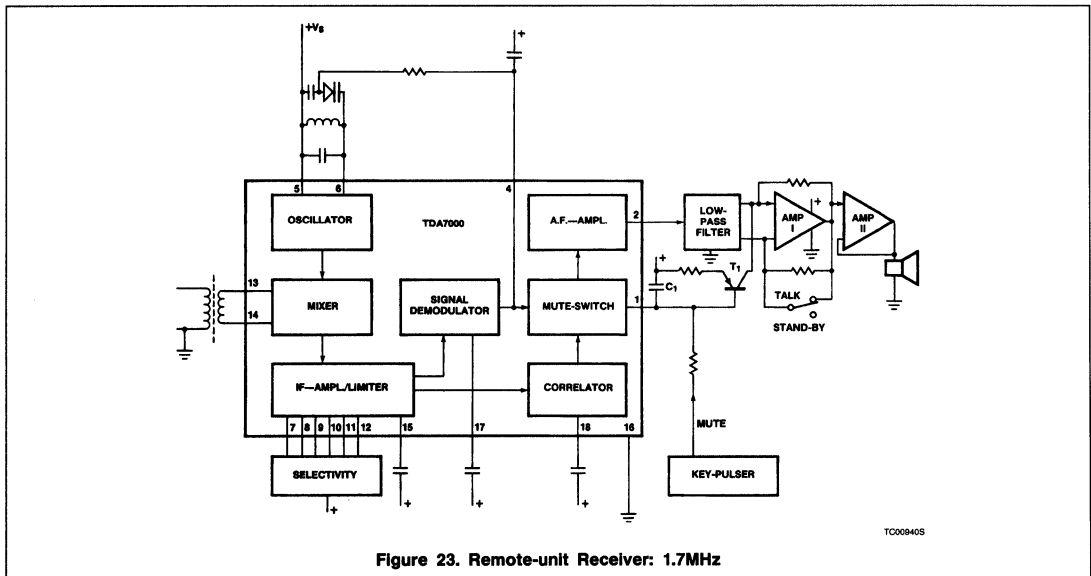 +VS
+
5
6
4
OSCILLATOR
TDA7000
A.F.—AMPL.
2
LOW-
PASS
FILTER
AMP
I
+
AMP
II
13
14
MIXER
SIGNAL
DEMODULATOR
MUTE-SWITCH
1
+
C1
T1
TALK
STAND-BY
IF—AMPL./LIMITER
CORRELATOR
7
8
9
10
11
12
15
17
18
16
MUTE
SELECTIVITY
+
+
+
+
KEY-PULSER
TC00940S
Figure 23. Remote-unit Receiver: 1.7MHz